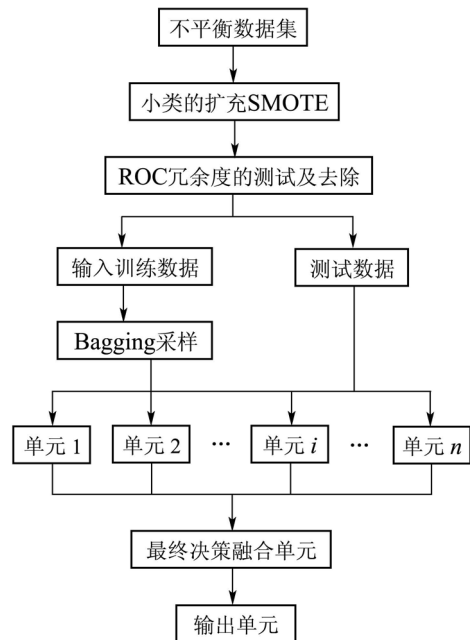 不平衡数据集
小类的扩充SMOTE
ROC冗余度的测试及去除
输入训练数据
测试数据
Bagging采样
单元 1
单元 2
···
单元 i
···
单元 n
最终决策融合单元
输出单元